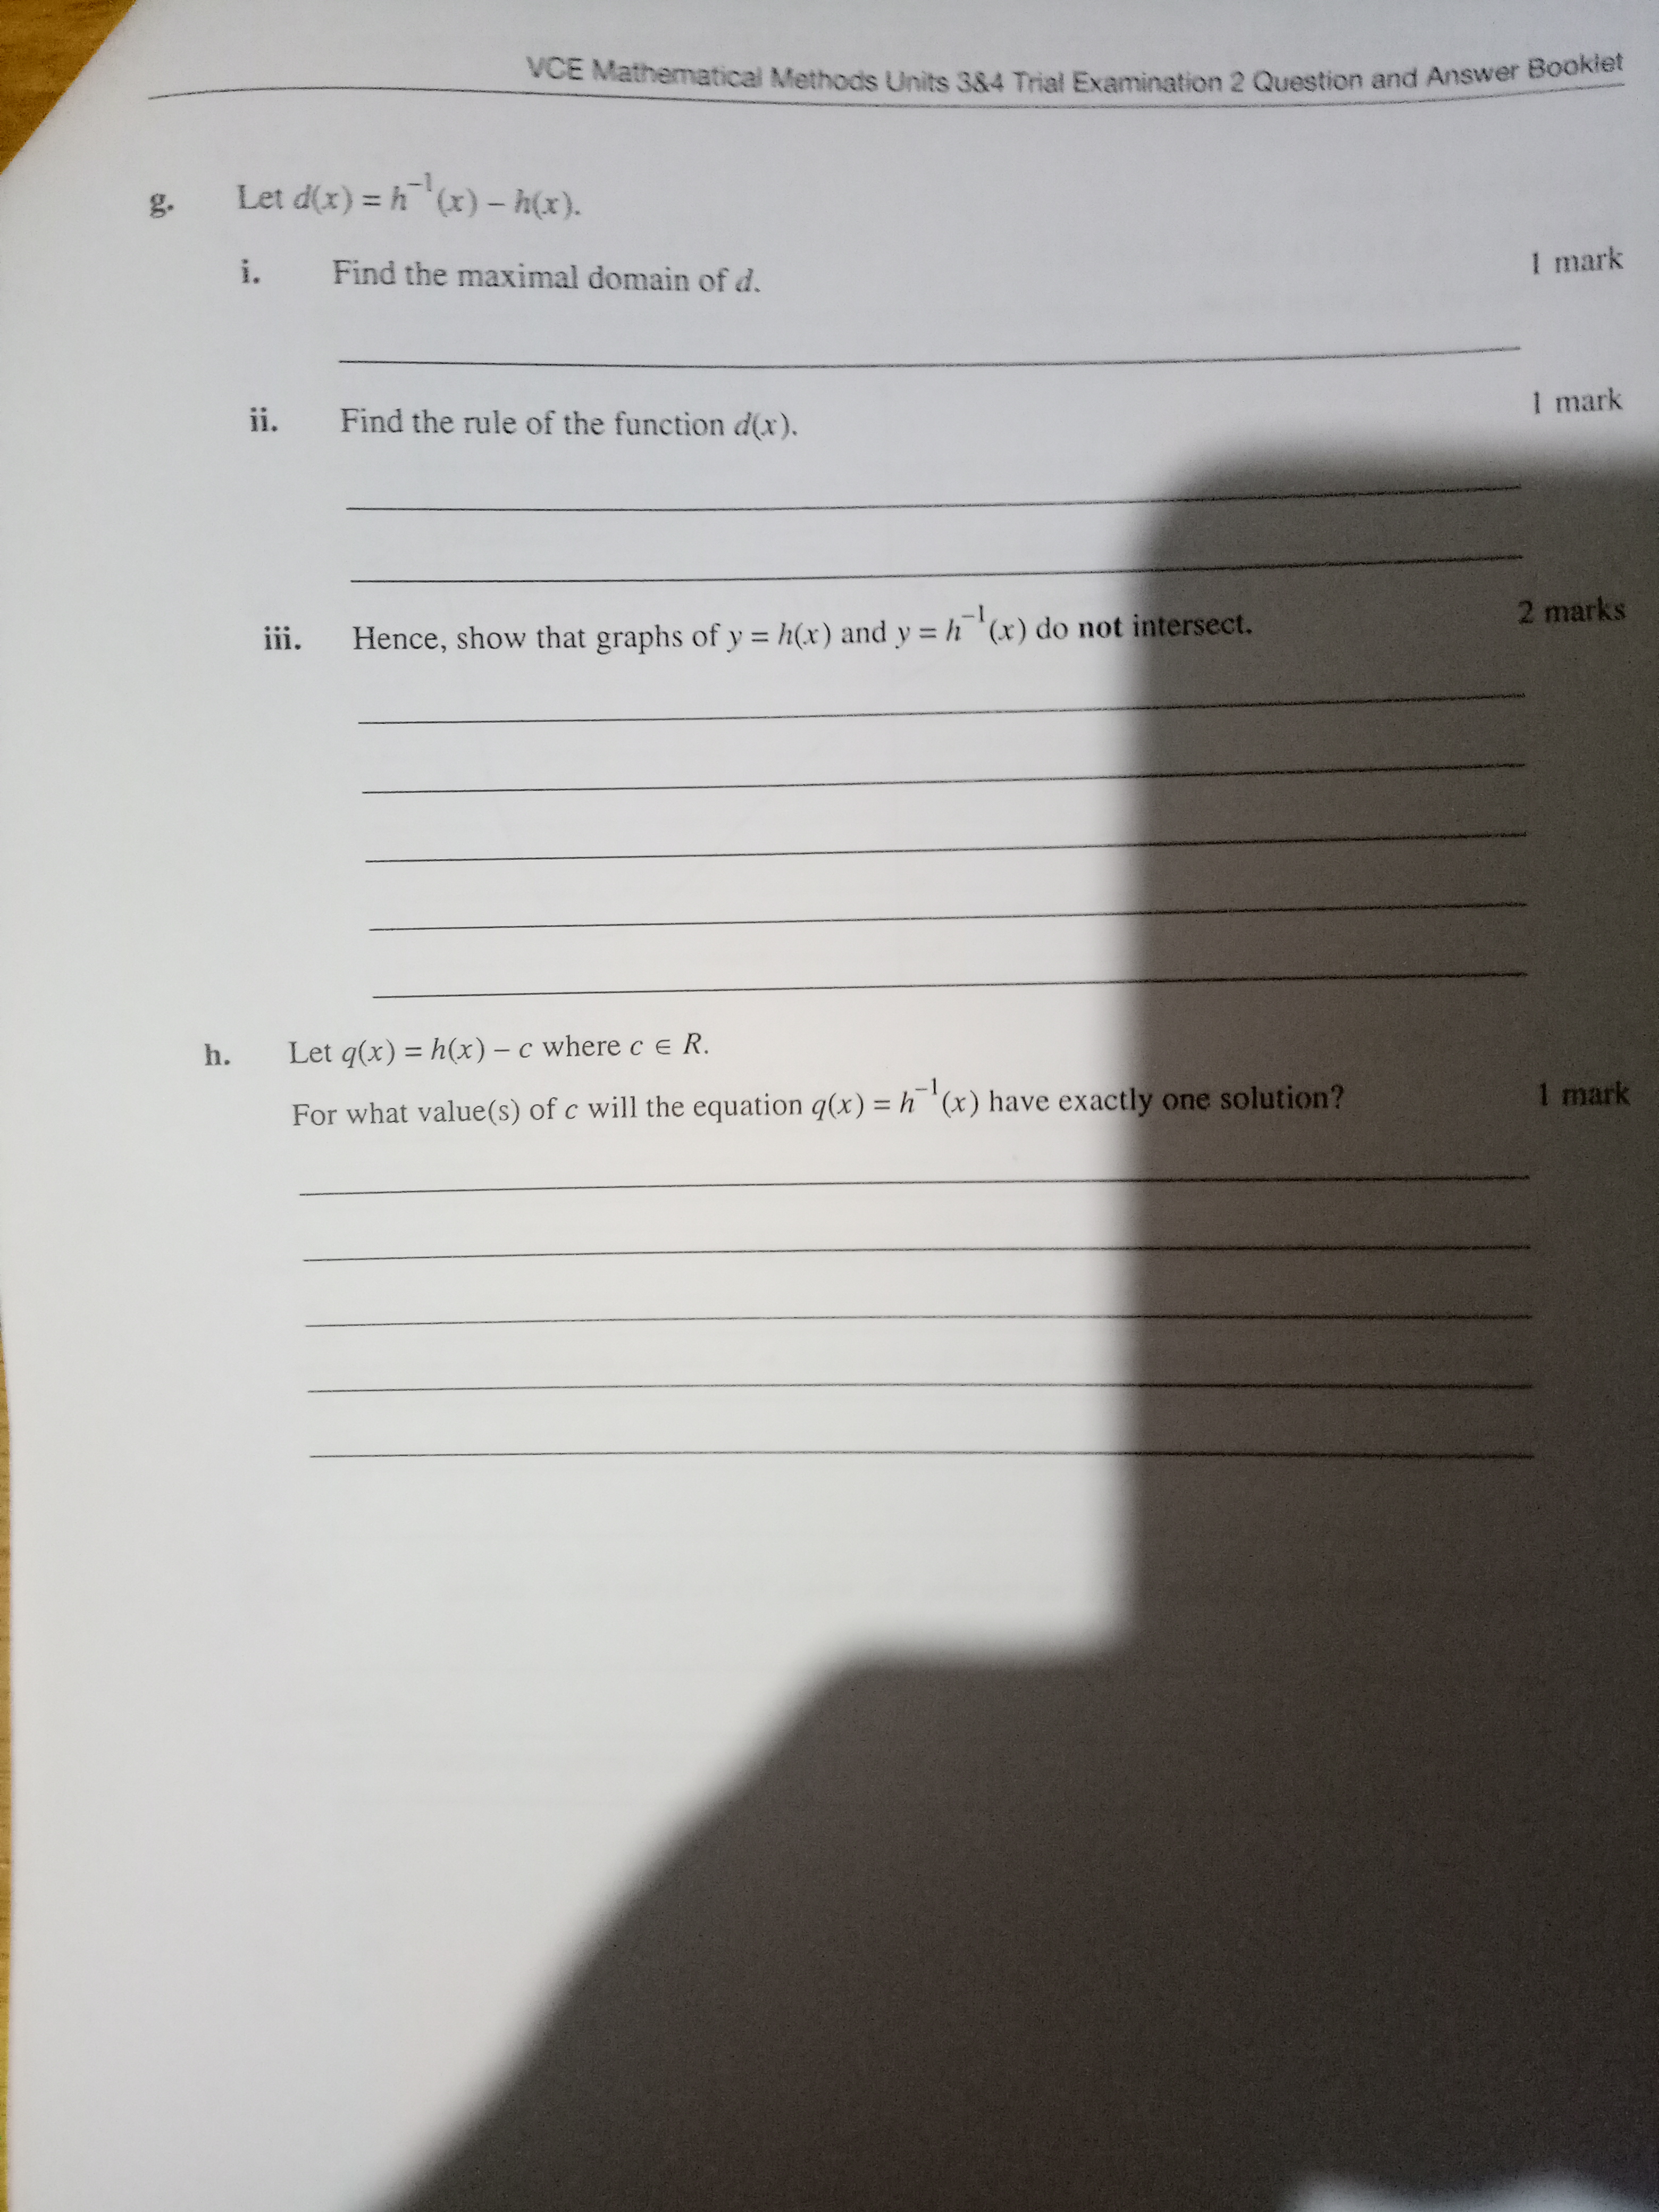 VCE Mathematical Methods Units 3&4 Trial Examination 2 Question and Answer Booklet
g. Let d(x) = h⁻¹(x) – h(x).
i. Find the maximal domain of d. 1 mark
ii. Find the rule of the function d(x). 1 mark
iii. Hence, show that graphs of y = h(x) and y = h⁻¹(x) do not intersect. 2 marks
h. Let q(x) = h(x) – c where c ∈ R.
For what value(s) of c will the equation q(x) = h⁻¹(x) have exactly one solution? 1 mark